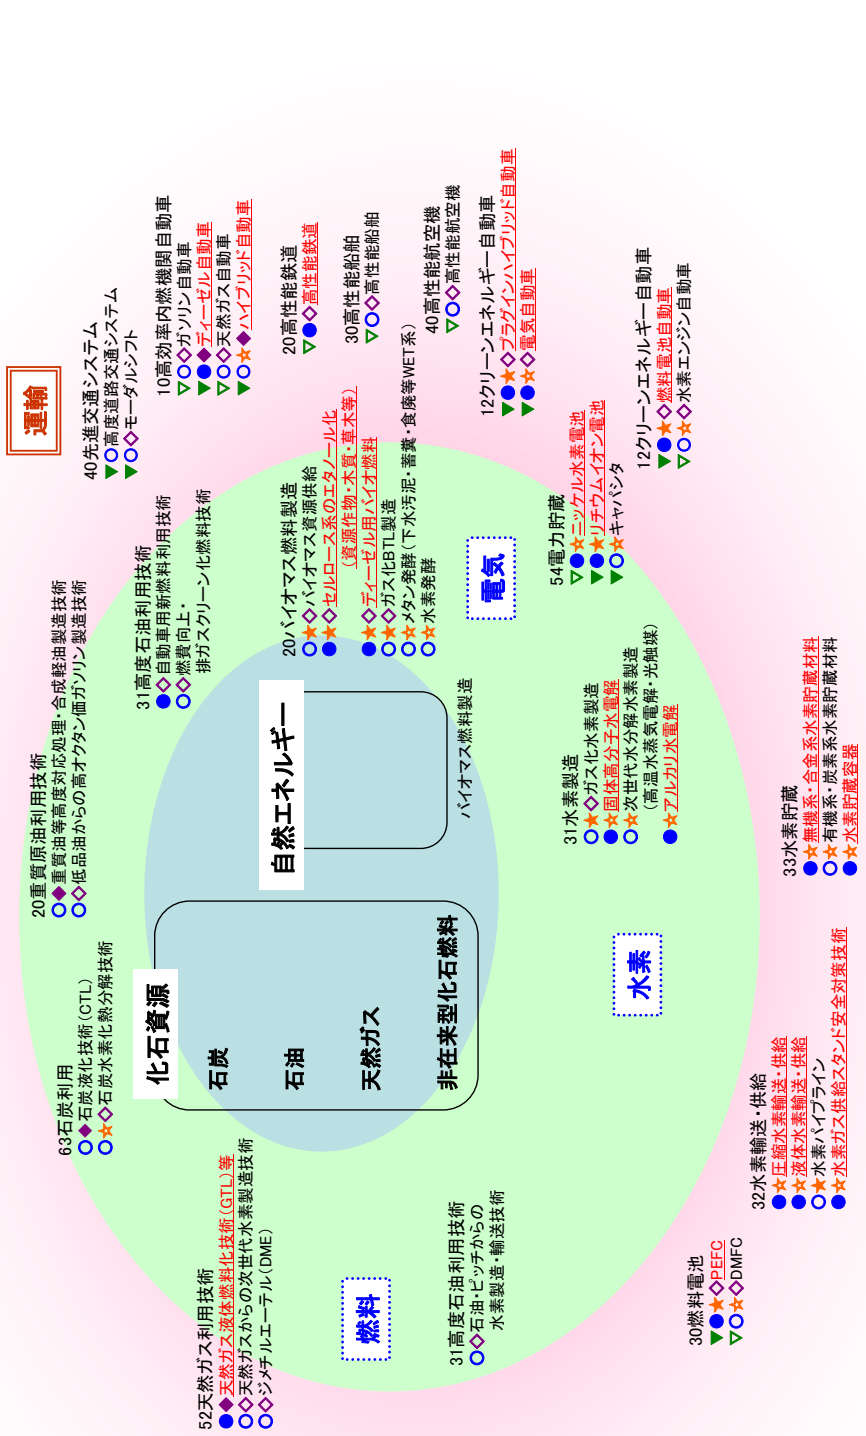 運輸
40先進交通システム
▼○高度道路交通システム
▼○◇モーダルシフト
10高効率内燃機関自動車
▽○◇ガソリン自動車
▼●◆ディーゼル自動車
▽○◇天然ガス自動車
▼○☆◆ハイブリッド自動車
20高性能鉄道
▽●◇高性能鉄道
30高性能船舶
▽○◇高性能船舶
40高性能航空機
▽○◇高性能航空機
12クリーンエネルギー自動車
▼●★◇プラグインハイブリッド自動車
▼●☆◇電気自動車
12クリーンエネルギー自動車
▼●★◇燃料電池自動車
▽○☆◇水素エンジン自動車
20重質原油利用技術
○◆重質油等高度対応処理・合成軽油製造技術
○◇低品油からの高オクタン価ガソリン製造技術
31高度石油利用技術
●◇自動車用新燃料利用技術
○◇燃費向上・
排ガスクリーン化燃料技術
20バイオマス燃料製造
○★◇バイオマス資源供給
●★◇セルロース系のエタノール化
(資源作物・木質・草木等)
●★◇ディーゼル用バイオ燃料
○★◇ガス化BTL製造
○☆メタン発酵(下水汚泥・蓄糞・食廃等WET系)
○☆水素発酵
電気
54電力貯蔵
▽●★ニッケル水素電池
▼●★リチウムイオン電池
▼○☆キャパシタ
63石炭利用
○◆石炭液化技術(CTL)
○☆◇石炭水素化熱分解技術
化石資源
石炭
石油
天然ガス
非在来型化石燃料
自然エネルギー
バイオマス燃料製造
31水素製造
○★◇ガス化水素製造
●☆固体高分子水電解
○☆次世代水分解水素製造
(高温水蒸気電解・光触媒)
●☆アルカリ水電解
水素
33水素貯蔵
●☆無機系・合金系水素貯蔵材料
○☆有機系・炭素系水素貯蔵材料
●☆水素貯蔵容器
52天然ガス利用技術
●◆天然ガス液体燃料化技術(GTL)等
○◇天然ガスからの次世代水素製造技術
○◇ジメチルエーテル(DME)
燃料
31高度石油利用技術
○◇石油・ピッチからの
水素製造・輸送技術
32水素輸送・供給
●☆圧縮水素輸送・供給
●☆液体水素輸送・供給
○★水素パイプライン
●☆水素ガス供給スタンド安全対策技術
30燃料電池
▼●★◇PEFC
▽○☆◇DMFC